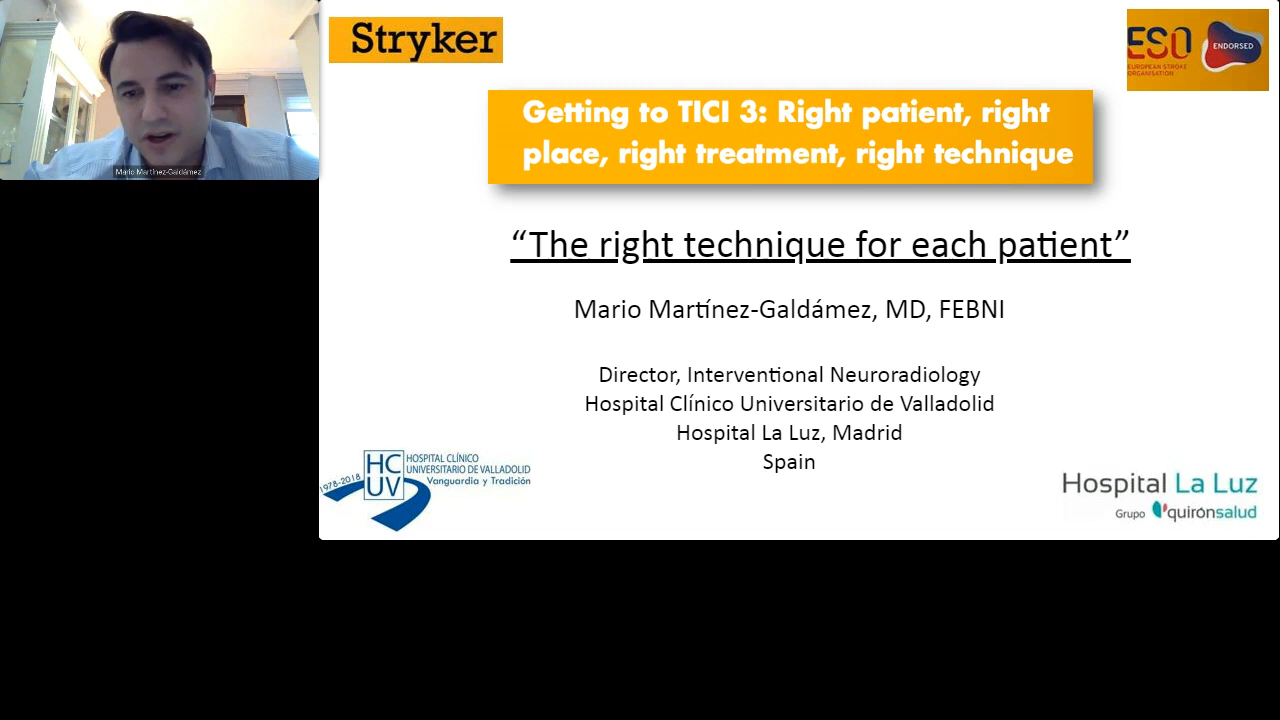 Mario Martínez-Galdámez
Stryker
ESO
EUROPEAN STROKE
ORGANISATION
ENDORSED
Getting to TICI 3: Right patient, right
place, right treatment, right technique
“The right technique for each patient”
Mario Martínez-Galdámez, MD, FEBNI
Director, Interventional Neuroradiology
Hospital Clínico Universitario de Valladolid
Hospital La Luz, Madrid
Spain
1978-2018
HC
UV
HOSPITAL CLÍNICO
UNIVERSITARIO DE VALLADOLID
Vanguardia y Tradición
Hospital La Luz
Grupo quirónsalud